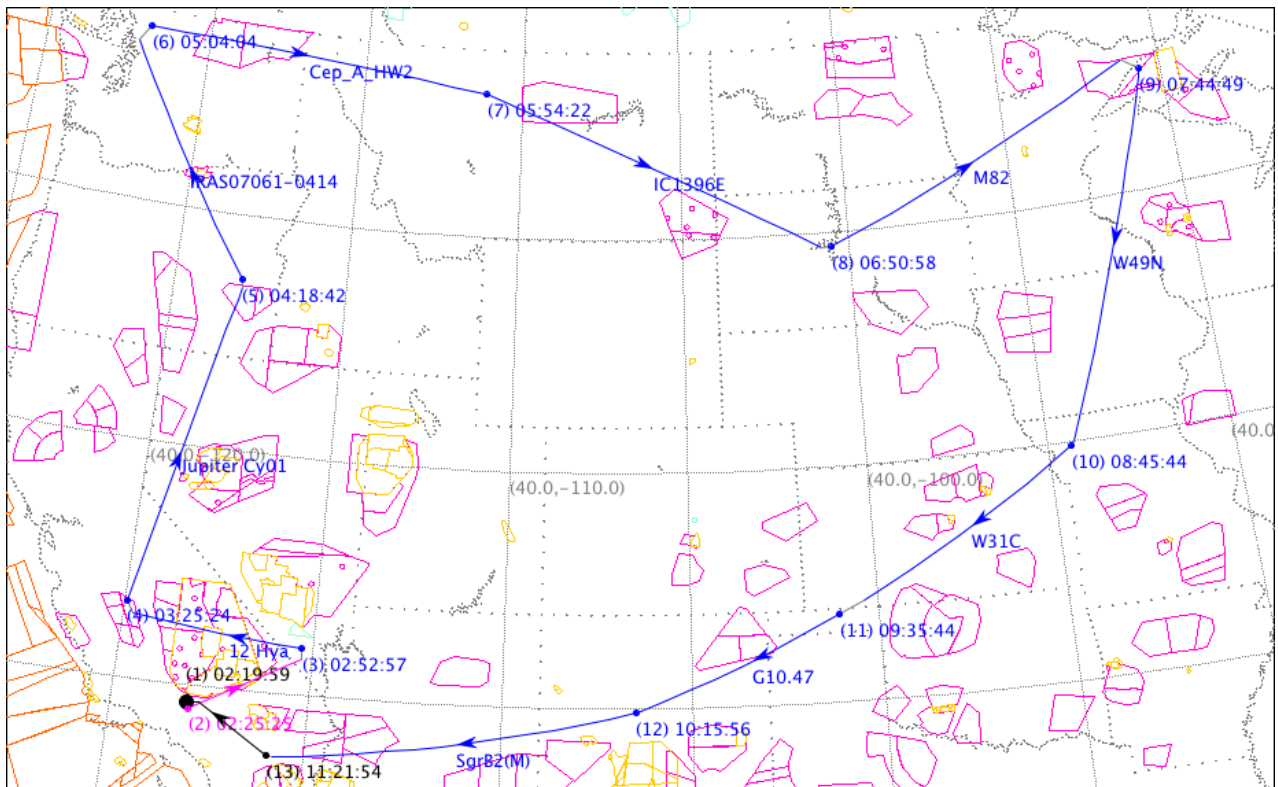 (6) 05:04:04
Cep_A_HW2
(9) 07:44:49
(7) 05:54:22
IRAS07061-0414
IC1396E
M82
(8) 06:50:58
W49N
(5) 04:18:42
(40.0,-120.0)
Jupiter Cy01
(40.0,-110.0)
(40.0,-100.0)
(40.0
(10) 08:45:44
W31C
(4) 03:25:24
12 Hya
(3) 02:52:57
(11) 09:35:44
(1) 02:19:59
G10.47
(2) 02:25:25
(12) 10:15:56
SgrB2(M)
(13) 11:21:54